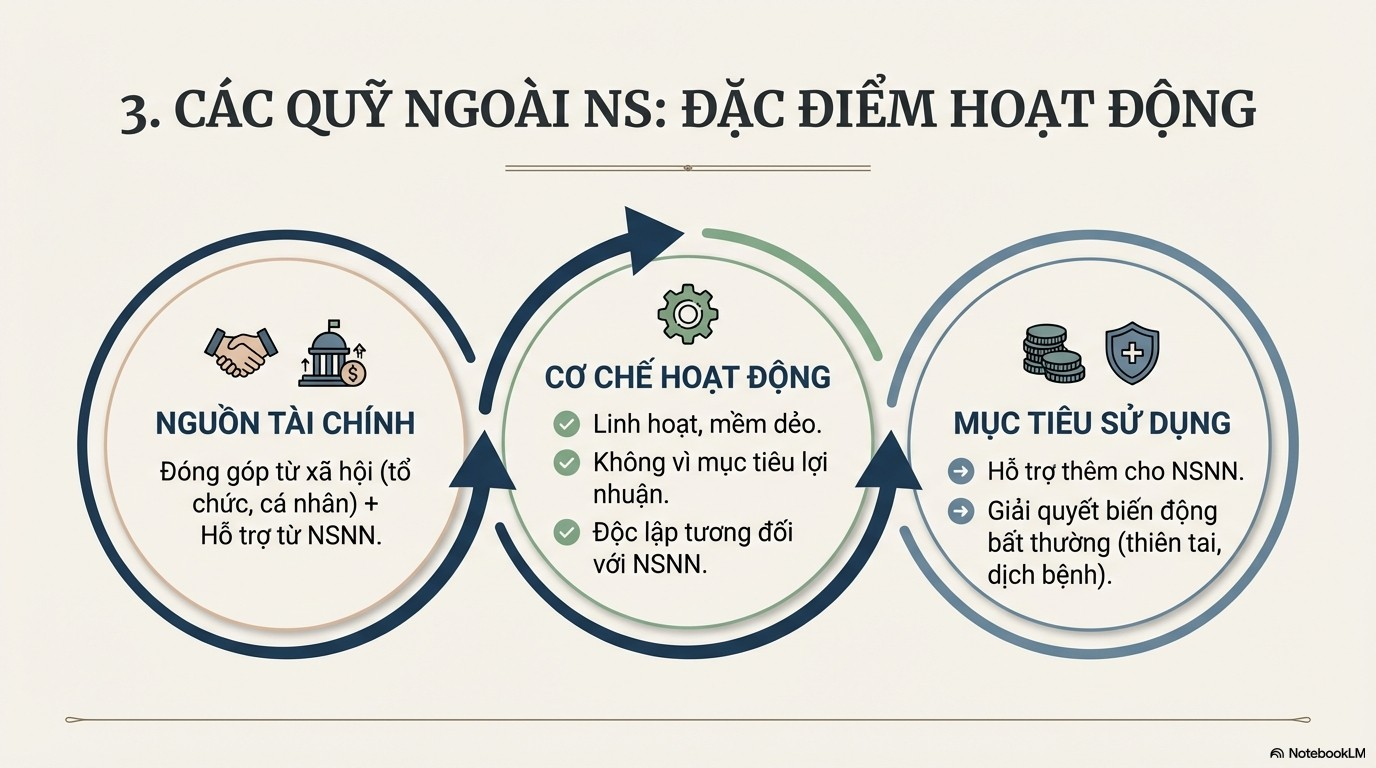 3. CÁC QUỸ NGOÀI NS: ĐẶC ĐIỂM HOẠT ĐỘNG
NGUỒN TÀI CHÍNH
Đóng góp từ xã hội (tổ
chức, cá nhân) +
Hỗ trợ từ NSNN.
CƠ CHẾ HOẠT ĐỘNG
Linh hoạt, mềm dẻo.
Không vì mục tiêu lợi
nhuận.
Độc lập tương đối
với NSNN.
MỤC TIÊU SỬ DỤNG
Hỗ trợ thêm cho NSNN.
Giải quyết biến động
bất thường (thiên tai,
dịch bệnh).
NotebookLM